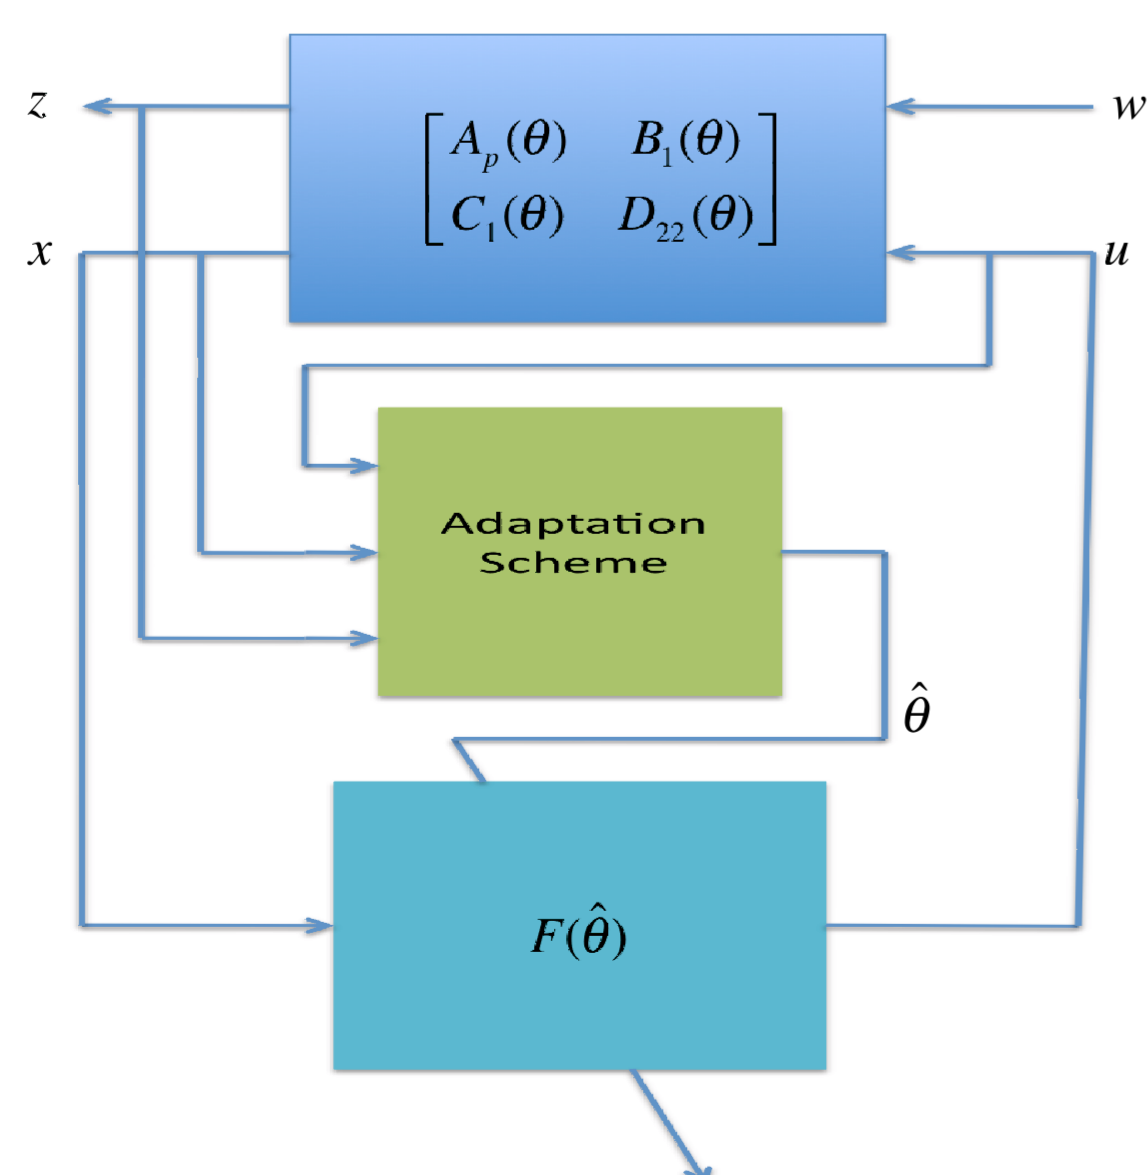 z w
A_p(θ) B_1(θ)
C_1(θ) D_22(θ)
x u
Adaptation
Scheme
θ̂
F(θ̂)